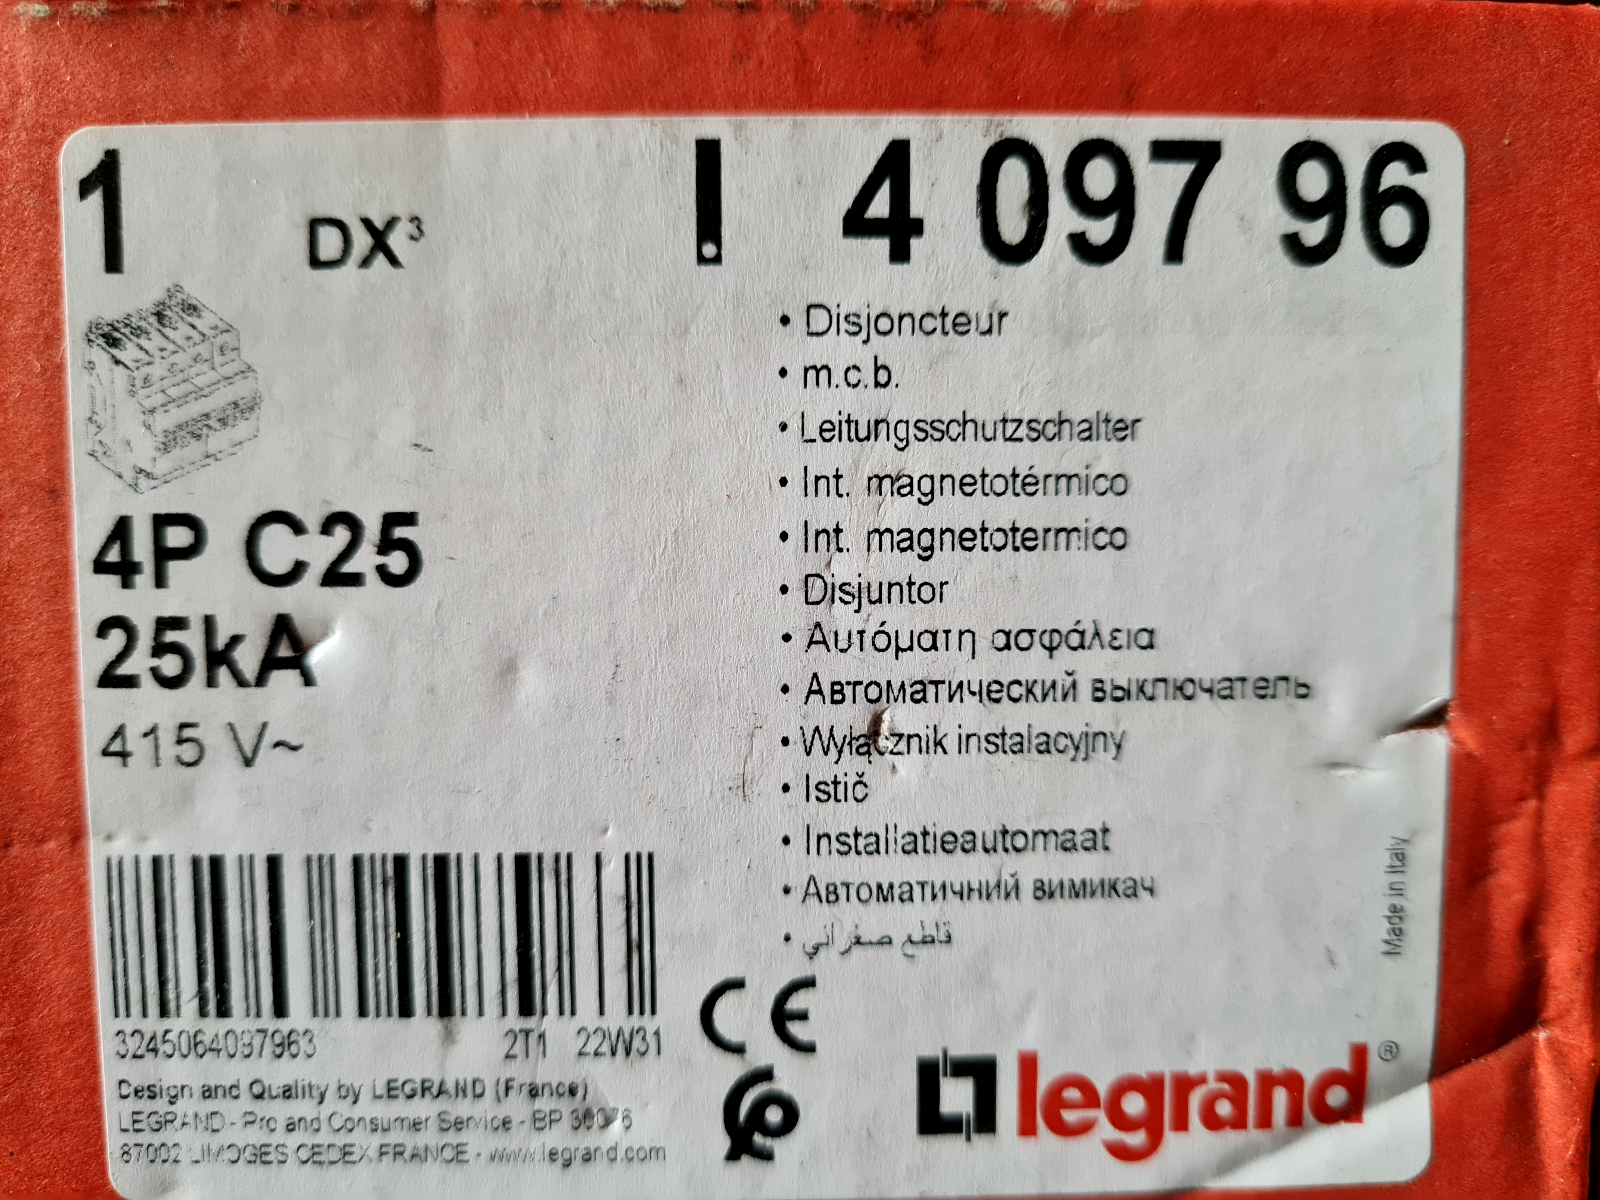 1 DX³ ! 4 097 96
• Disjoncteur
• m.c.b.
• Leitungsschutzschalter
• Int. magnetotérmico
• Int. magnetotermico
• Disjuntor
• Αυτόματη ασφάλεια
• Автоматический выключатель
• Wyłącznik instalacyjny
• Istič
• Installatieautomaat
• Автоматичний вимикач
• قاطع صغراني
4P C25
25kA
415 V~
3245064097963 2T1 22W31
Design and Quality by LEGRAND (France)
LEGRAND - Pro and Consumer Service - BP 30076
87002 LIMOGES CEDEX FRANCE - www.legrand.com
CE
legrand®
Made in Italy